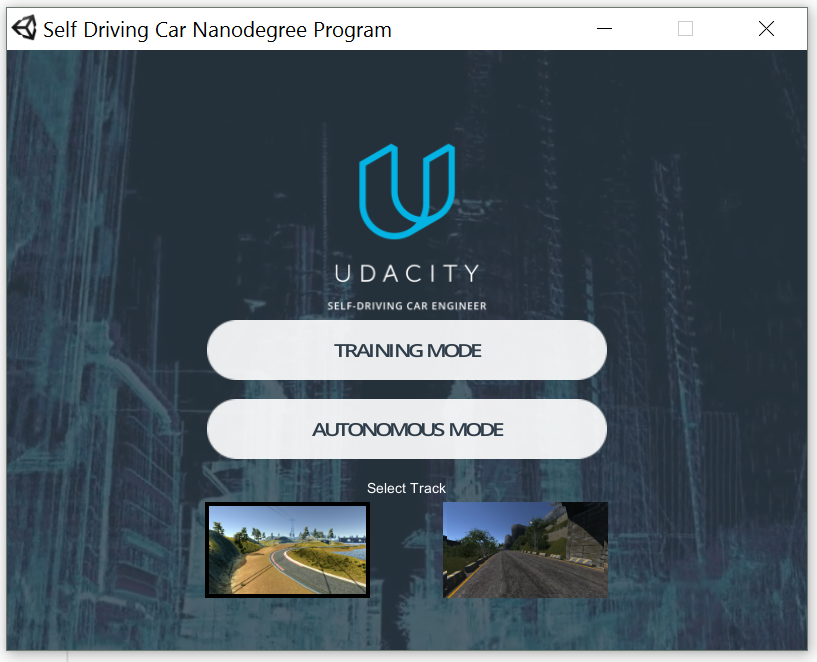 Self Driving Car Nanodegree Program
UDACITY
SELF-DRIVING CAR ENGINEER
TRAINING MODE
AUTONOMOUS MODE
Select Track